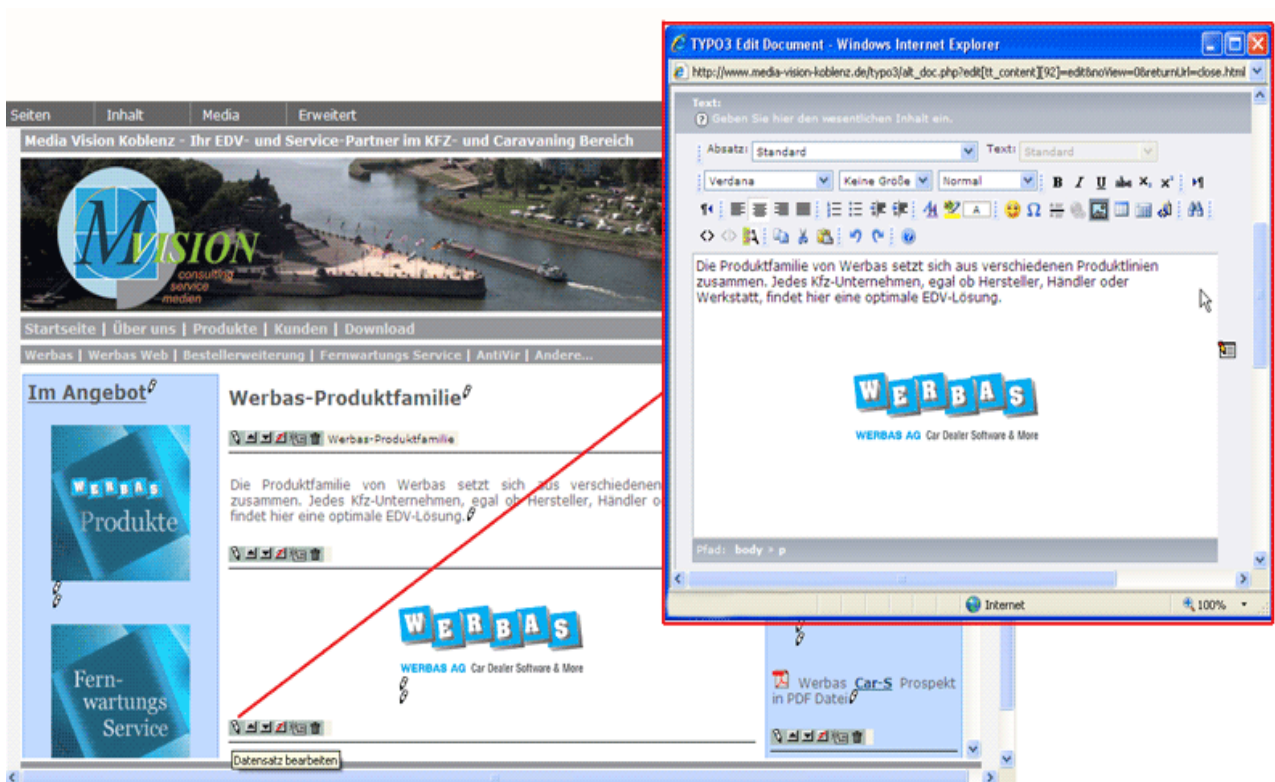 TYPO3 Edit Document - Windows Internet Explorer
http://www.media-vision-koblenz.de/typo3/alt_doc.php?edit[tt_content][92]=edit&noView=0&returnUrl=close.html
Text:
Geben Sie hier den wesentlichen Inhalt ein.
Absatz: Standard Text: Standard
Verdana Keine Größe Normal B I U abc X₂ X²
Die Produktfamilie von Werbas setzt sich aus verschiedenen Produktlinien
zusammen. Jedes Kfz-Unternehmen, egal ob Hersteller, Händler oder
Werkstatt, findet hier eine optimale EDV-Lösung.
WERBAS
WERBAS AG Car Dealer Software & More
Pfad: body » p
Internet 100%
Seiten Inhalt Media Erweitert
Media Vision Koblenz - Ihr EDV- und Service-Partner im KFZ- und Caravaning Bereich
MVISION
consulting
service
medien
Startseite | Über uns | Produkte | Kunden | Download
Werbas | Werbas Web | Bestellerweiterung | Fernwartungs Service | AntiVir | Andere...
Im Angebot
WERBAS
Produkte
Fern-
wartungs
Service
Werbas-Produktfamilie
Werbas-Produktfamilie
Die Produktfamilie von Werbas setzt sich aus verschiedenen
zusammen. Jedes Kfz-Unternehmen, egal ob Hersteller, Händler o
findet hier eine optimale EDV-Lösung.
WERBAS
WERBAS AG Car Dealer Software & More
Datensatz bearbeiten
Werbas Car-S Prospekt
in PDF Datei